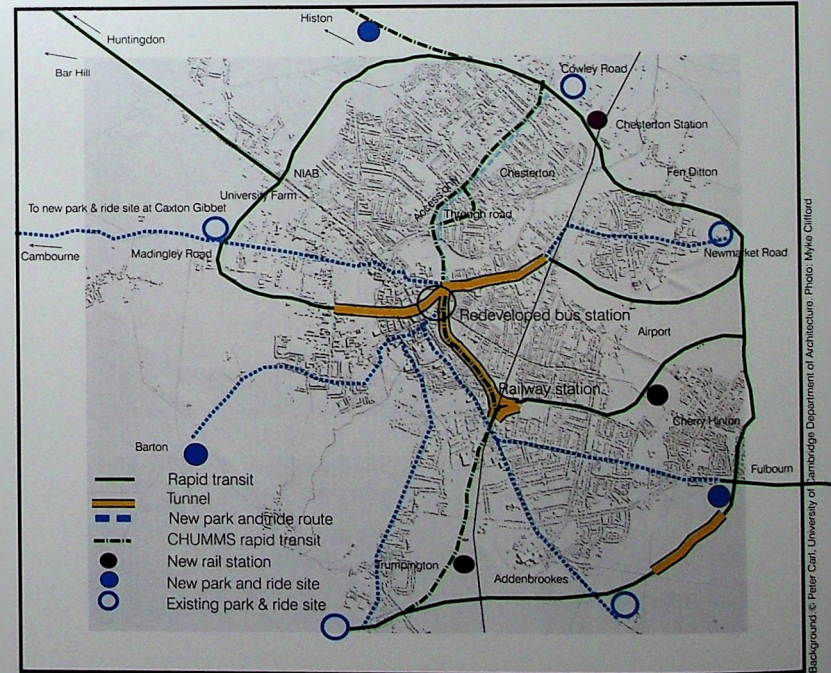 Histon
Huntingdon
Bar Hill
Cowley Road
Chesterton Station
NIAB
Chesterton
Fen Ditton
University Farm
To new park & ride site at Caxton Gibbet
Through road
Cambourne
Madingley Road
Newmarket Road
Redeveloped bus station
Airport
Railway station
Cherry Hinton
Barton
Fulbourn
Rapid transit
Tunnel
New park and ride route
CHUMMS rapid transit
New rail station
Trumpington
Addenbrookes
New park and ride site
Existing park & ride site
Background: © Peter Carl, University of Cambridge Department of Architecture. Photo: Myke Clifford